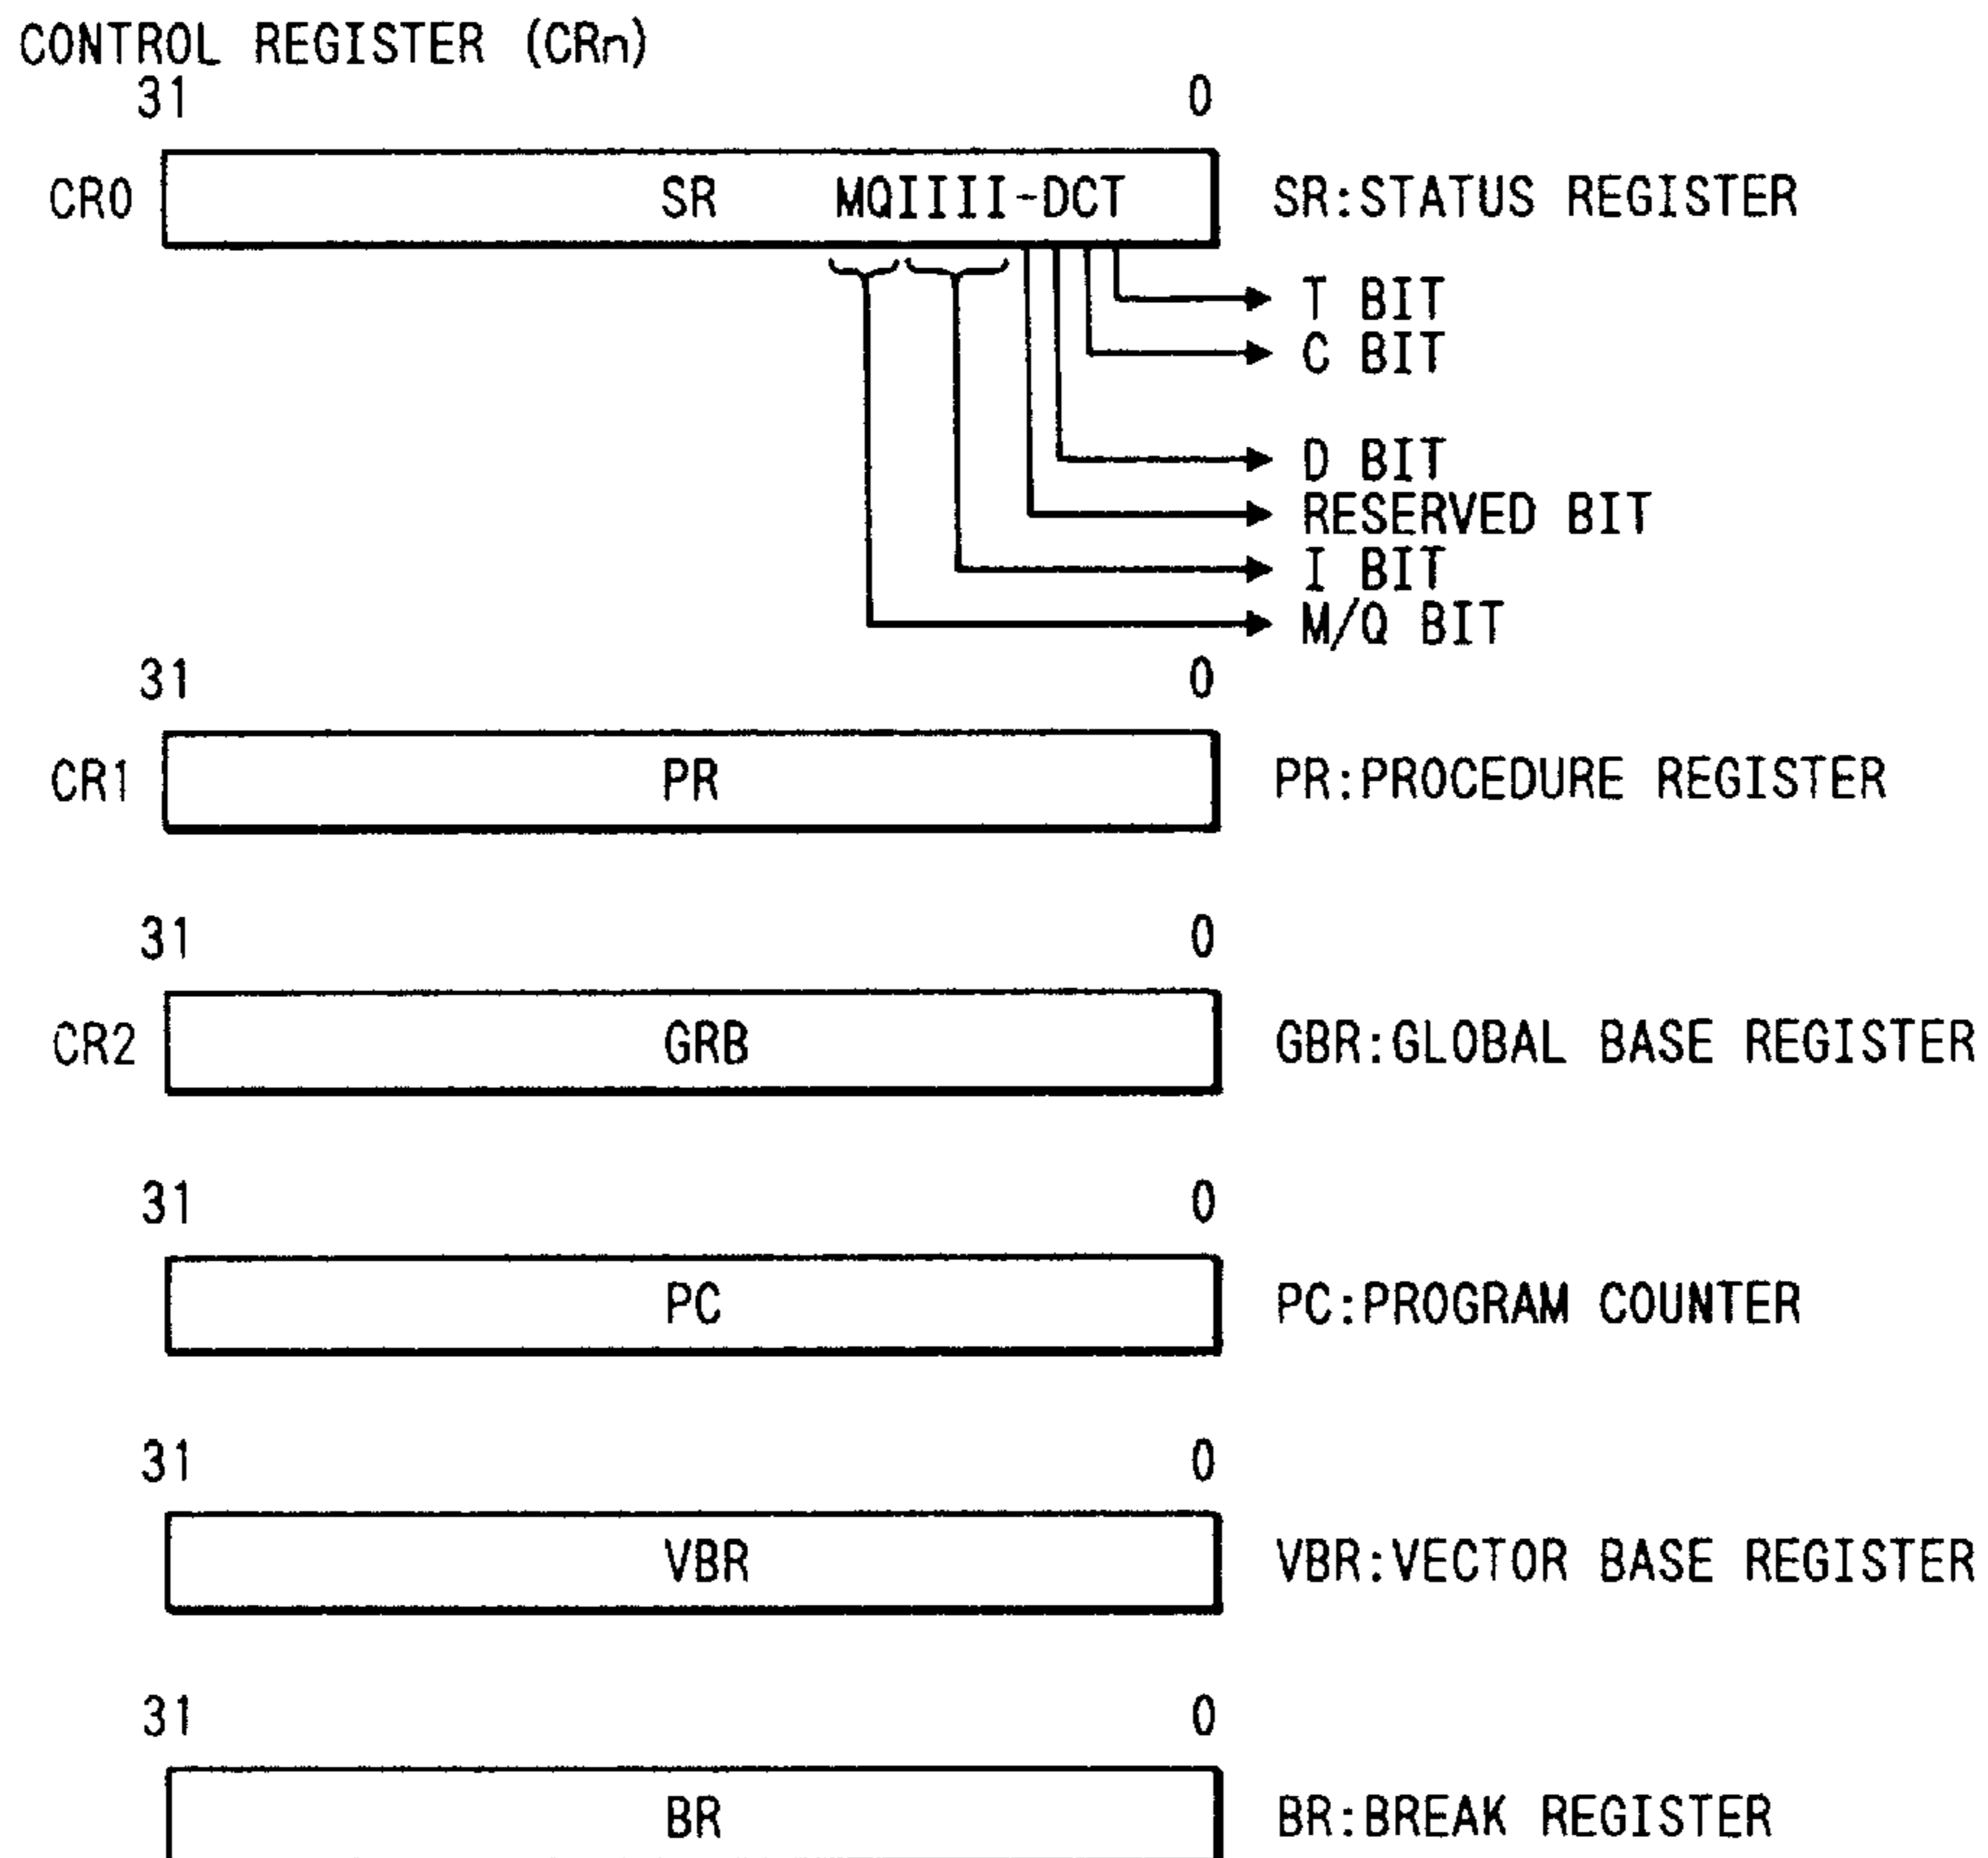 CONTROL REGISTER (CRn)
31 0
CR0 SR MQIIII-DCT SR:STATUS REGISTER
T BIT
C BIT
D BIT
RESERVED BIT
I BIT
M/Q BIT
31 0
CR1 PR PR:PROCEDURE REGISTER
31 0
CR2 GRB GBR:GLOBAL BASE REGISTER
31 0
PC PC:PROGRAM COUNTER
31 0
VBR VBR:VECTOR BASE REGISTER
31 0
BR BR:BREAK REGISTER